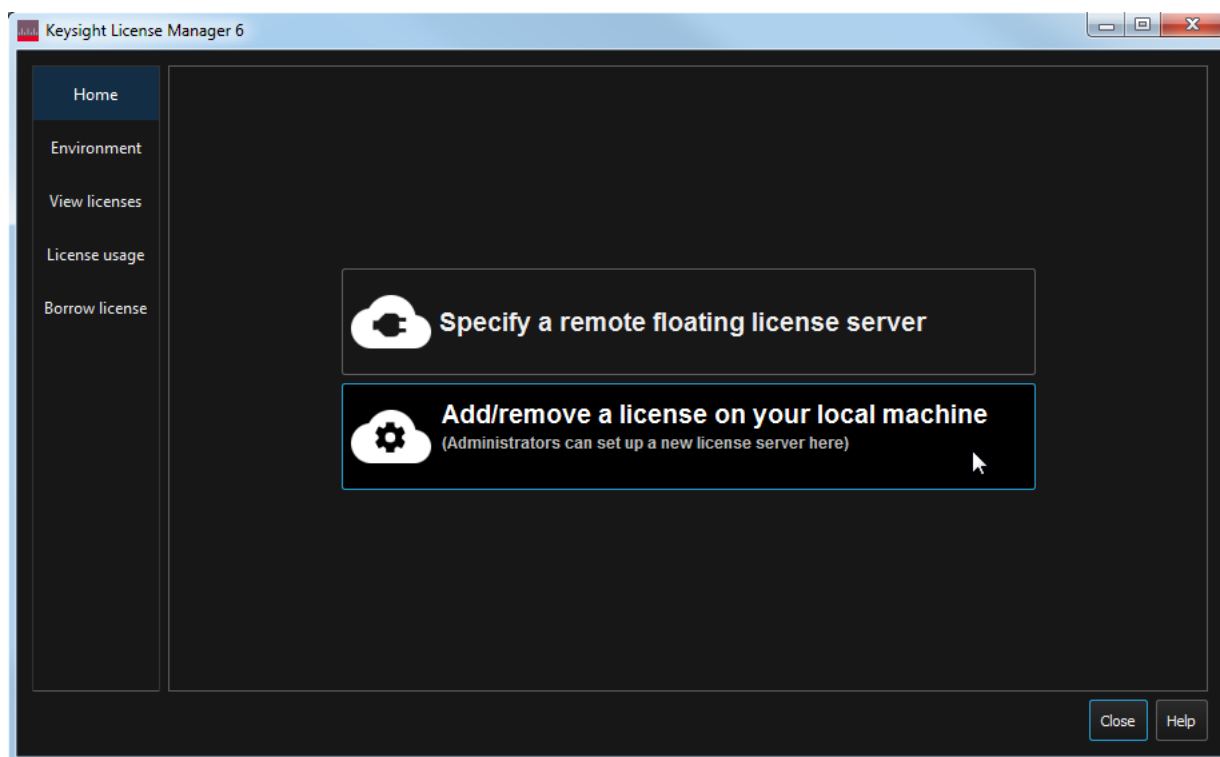 Keysight License Manager 6
Home
Environment
View licenses
License usage
Borrow license
Specify a remote floating license server
Add/remove a license on your local machine
(Administrators can set up a new license server here)
Close
Help